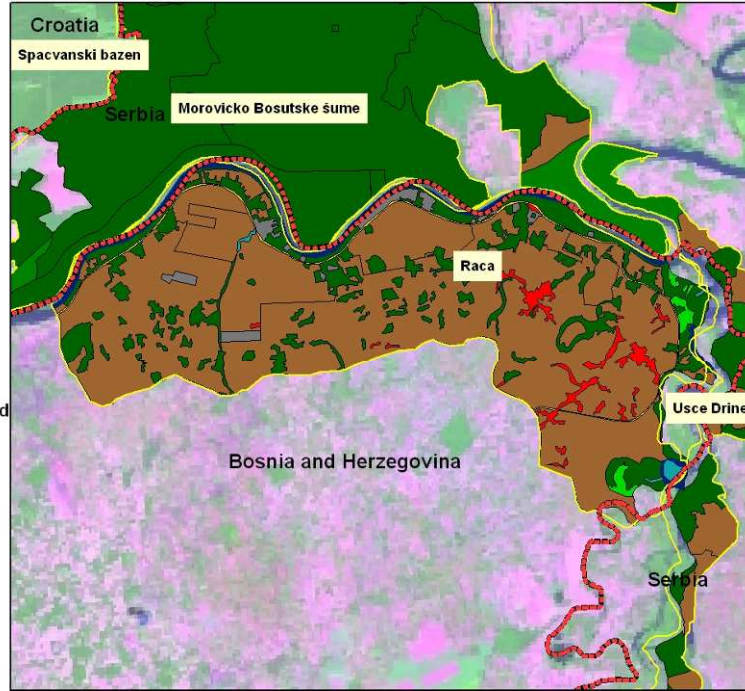 Croatia
Spacvanski bazen
Serbia
Morovicko Bosutske šume
Raca
d
Usce Drine
Bosnia and Herzegovina
Serbia